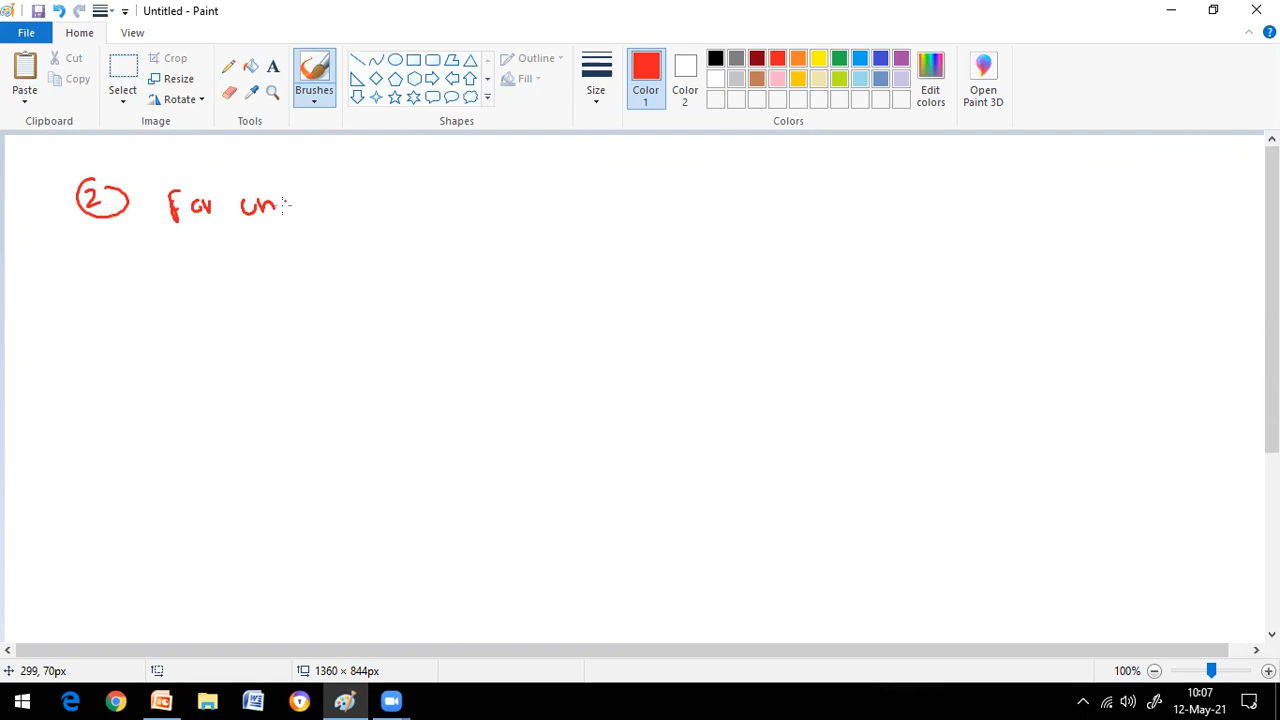 Untitled - Paint
File Home View
Paste
Cut
Copy
Clipboard
Select
Crop
Resize
Rotate
Image
A
Tools
Brushes
Shapes
Outline
Fill
Size
Color 1
Color 2
Colors
Edit colors
Open Paint 3D
2 For un
299, 70px
1360 × 844px
100%
10:07
12-May-21